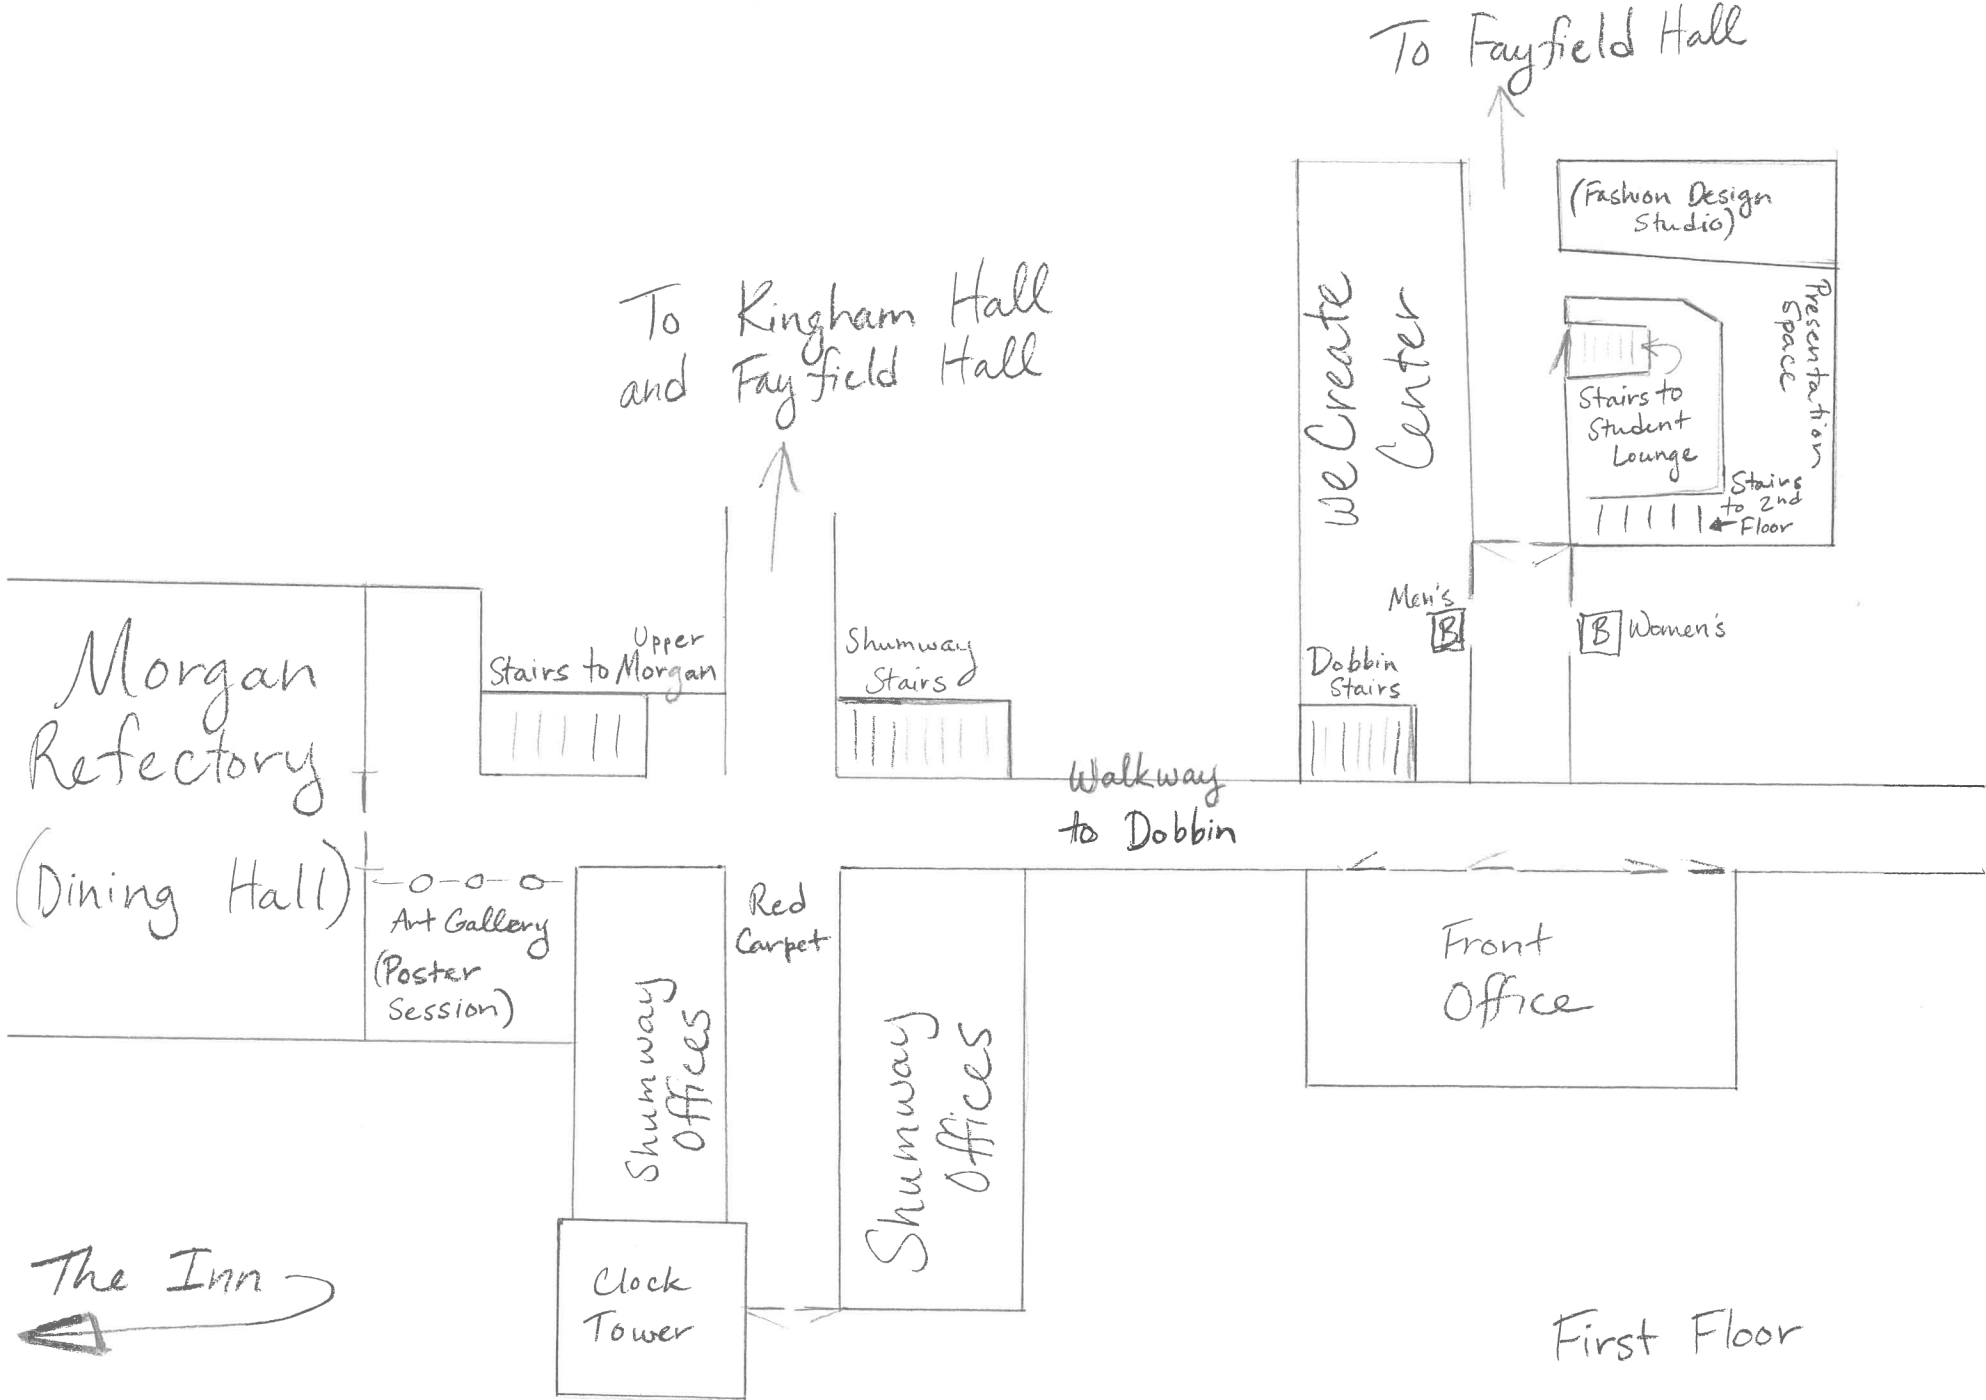 To Fayfield Hall
(Fashion Design
Studio)
Presentation
Space
To Kingham Hall
and Fayfield Hall
weCreate
Center
Stairs to
Student
Lounge
Stairs
to 2nd
Floor
Men's
B
B Women's
Morgan
Refectory
(Dining Hall)
Upper
Stairs to Morgan
Shumway
Stairs
Dobbin
Stairs
Walkway
to Dobbin
Art Gallery
(Poster
Session)
Red
Carpet
Front
Office
Shumway
Offices
Shumway
Offices
The Inn
Clock
Tower
First Floor